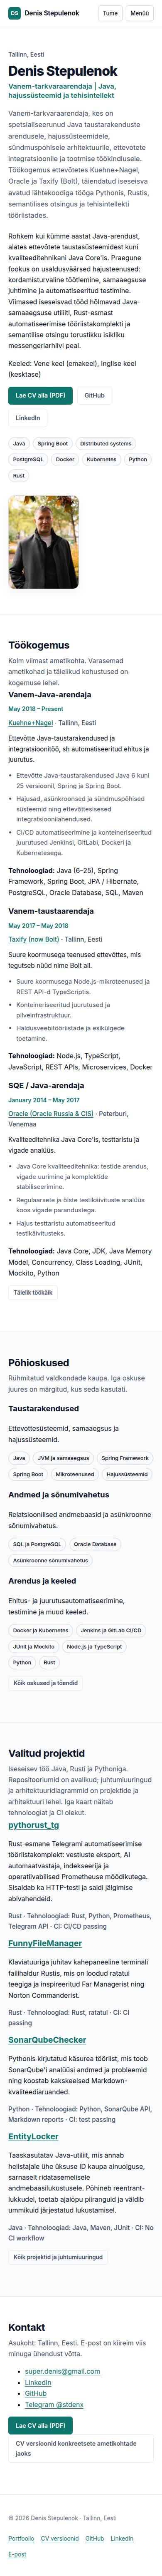 DS Denis Stepulenok Tume Menüü
Tallinn, Eesti
Denis Stepulenok
Vanem-tarkvaraarendaja | Java,
hajussüsteemid ja tehisintellekt
Vanem-tarkvaraarendaja, kes on
spetsialiseerunud Java taustarakenduste
arendusele, hajussüsteemidele,
sündmuspõhisele arhitektuurile, ettevõtete
integratsioonile ja tootmise töökindlusele.
Töökogemus ettevõtetes Kuehne+Nagel,
Oracle ja Taxify (Bolt), täiendatud iseseisva
avatud lähtekoodiga tööga Pythonis, Rustis,
semantilises otsingus ja tehisintellekti
tööriistades.
Rohkem kui kümme aastat Java-arendust,
alates ettevõtete taustasüsteemidest kuni
kvaliteeditehnikani Java Core'is. Praegune
fookus on usaldusväärsed hajusteenused:
kordamisturvaline töötlemine, samaaegsuse
juhtimine ja automatiseeritud taastumine.
Viimased iseseisvad tööd hõlmavad Java-
samaaegsuse utiliiti, Rust-esmast
automatiseerimise tööriistakomplekti ja
semantilise otsingu torustikku isikliku
messengeriarhiivi peal.
Keeled: Vene keel (emakeel), Inglise keel
(kesktase)
Lae CV alla (PDF) GitHub
LinkedIn
Java Spring Boot Distributed systems
PostgreSQL Docker Kubernetes Python
Rust
Töökogemus
Kolm viimast ametikohta. Varasemad
ametikohad ja täielikud kohustused on
kogemuse lehel.
Vanem-Java-arendaja
May 2018 – Present
Kuehne+Nagel · Tallinn, Eesti
Ettevõtte Java-taustarakendused ja
integratsioonitöö, sh automatiseeritud ehitus ja
juurutus.
• Ettevõtte Java-taustarakendused Java 6 kuni
25 versioonil, Spring ja Spring Boot.
• Hajusad, asünkroonsed ja sündmuspõhised
süsteemid ning ettevõttesisesed
integratsioonilahendused.
• CI/CD automatiseerimine ja konteineriseeritud
juurutused Jenkinsi, GitLabi, Dockeri ja
Kubernetesega.
Tehnoloogiad: Java (6–25), Spring
Framework, Spring Boot, JPA / Hibernate,
PostgreSQL, Oracle Database, SQL, Maven
Vanem-taustaarendaja
May 2017 – May 2018
Taxify (now Bolt) · Tallinn, Eesti
Suure koormusega teenused ettevõttes, mis
tegutseb nüüd nime Bolt all.
• Suure koormusega Node.js-mikroteenused ja
REST API-d TypeScriptis.
• Konteineriseeritud juurutused ja
pilveinfrastruktuur.
• Haldusveebitööriistade ja esikülgede
toetamine.
Tehnoloogiad: Node.js, TypeScript,
JavaScript, REST APIs, Microservices, Docker
SQE / Java-arendaja
January 2014 – May 2017
Oracle (Oracle Russia & CIS) · Peterburi,
Venemaa
Kvaliteeditehnika Java Core'is, testtaristu ja
vigade analüüs.
• Java Core kvaliteeditehnika: testide arendus,
vigade uurimine ja komplektide
stabiliseerimine.
• Regulaarsete ja öiste testikäivituste analüüs
koos vigade parandustega.
• Hajus testtaristu automatiseeritud
testikäivitusteks.
Tehnoloogiad: Java Core, JDK, Java Memory
Model, Concurrency, Class Loading, JUnit,
Mockito, Python
Täielik töökäik
Põhioskused
Rühmitatud valdkondade kaupa. Iga oskuse
juures on märgitud, kus seda kasutati.
Taustarakendused
Ettevõttesüsteemid, samaaegsus ja
hajussüsteemid.
Java JVM ja samaaegsus Spring Framework
Spring Boot Mikroteenused Hajussüsteemid
Andmed ja sõnumivahetus
Relatsioonilised andmebaasid ja asünkroonne
sõnumivahetus.
SQL ja PostgreSQL Oracle Database
Asünkroonne sõnumivahetus
Arendus ja keeled
Ehitus- ja juurutusautomatiseerimine,
testimine ja muud keeled.
Docker ja Kubernetes Jenkins ja GitLab CI/CD
JUnit ja Mockito Node.js ja TypeScript
Python Rust
Kõik oskused ja tõendid
Valitud projektid
Iseseisev töö Java, Rusti ja Pythoniga.
Repositooriumid on avalikud; juhtumiuuringud
ja arhitektuuridiagrammid on projektide ja
arhitektuuri lehel. Iga kaart näitab
tehnoloogiat ja CI olekut.
pythorust_tg
Rust-esmane Telegrami automatiseerimise
tööriistakomplekt: vestluste eksport, AI
automaatvastaja, indekseerija ja
operatiivabilised Prometheuse mõõdikutega.
Sisaldab ka HTTP-testi ja saidi jälgimise
abivahendeid.
Rust · Tehnoloogiad: Rust, Python, Prometheus,
Telegram API · CI: CI/CD passing
FunnyFileManager
Klaviatuuriga juhitav kahepaneeline terminali
failihaldur Rustis, mis on loodud ratatui
teegiga ja inspireeritud Far Managerist ning
Norton Commanderist.
Rust · Tehnoloogiad: Rust, ratatui · CI: CI
passing
SonarQubeChecker
Pythonis kirjutatud käsurea tööriist, mis toob
SonarQube'i analüüsi andmed ja probleemid
ning koostab kakskeelsed Markdown-
kvaliteediaruanded.
Python · Tehnoloogiad: Python, SonarQube API,
Markdown reports · CI: test passing
EntityLocker
Taaskasutatav Java-utiliit, mis annab
helistajale ühe üksuse ID kaupa ainuõiguse,
sarnaselt ridatasemelisele
andmebaasilukustusele. Põhineb reentrant-
lukkudel, toetab ajalõpu piiranguid ja väldib
ummikuid järjestatud lukustamisel.
Java · Tehnoloogiad: Java, Maven, JUnit · CI: No
CI workflow
Kõik projektid ja juhtumiuuringud
Kontakt
Asukoht: Tallinn, Eesti. E-post on kiireim viis
minuga ühendust võtta.
• super.denis@gmail.com
• LinkedIn
• GitHub
• Telegram @stdenx
Lae CV alla (PDF)
CV versioonid konkreetsete ametikohtade
jaoks
© 2026 Denis Stepulenok · Tallinn, Eesti
Portfoolio CV versioonid GitHub LinkedIn
E-post